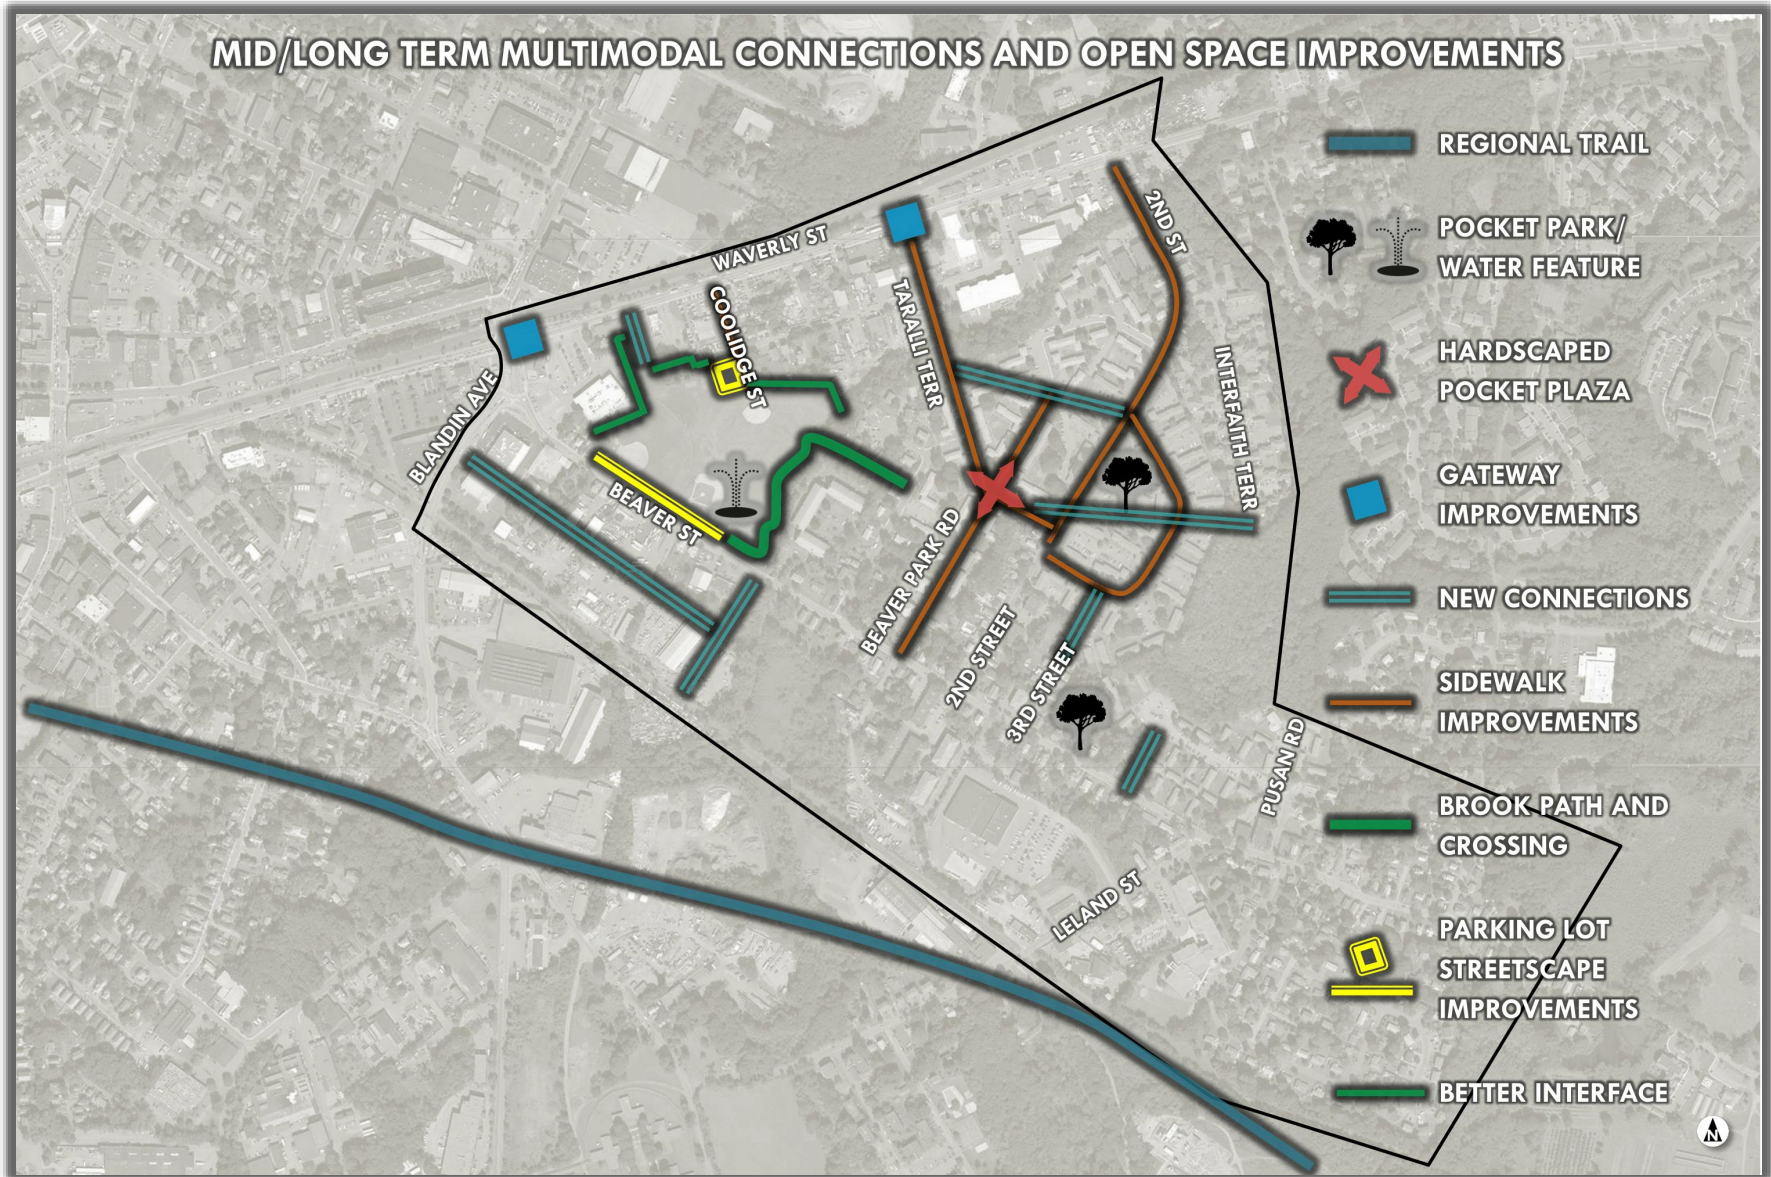 MID/LONG TERM MULTIMODAL CONNECTIONS AND OPEN SPACE IMPROVEMENTS
REGIONAL TRAIL
POCKET PARK/
WATER FEATURE
HARDSCAPED
POCKET PLAZA
GATEWAY
IMPROVEMENTS
NEW CONNECTIONS
SIDEWALK
IMPROVEMENTS
BROOK PATH AND
CROSSING
PARKING LOT
STREETSCAPE
IMPROVEMENTS
BETTER INTERFACE
WAVERLY ST
2ND ST
COOLIDGE ST
TARALLI TERR
INTERFAITH TERR
BLANDIN AVE
BEAVER ST
BEAVER PARK RD
2ND STREET
3RD STREET
PUSAN RD
LELAND ST
N